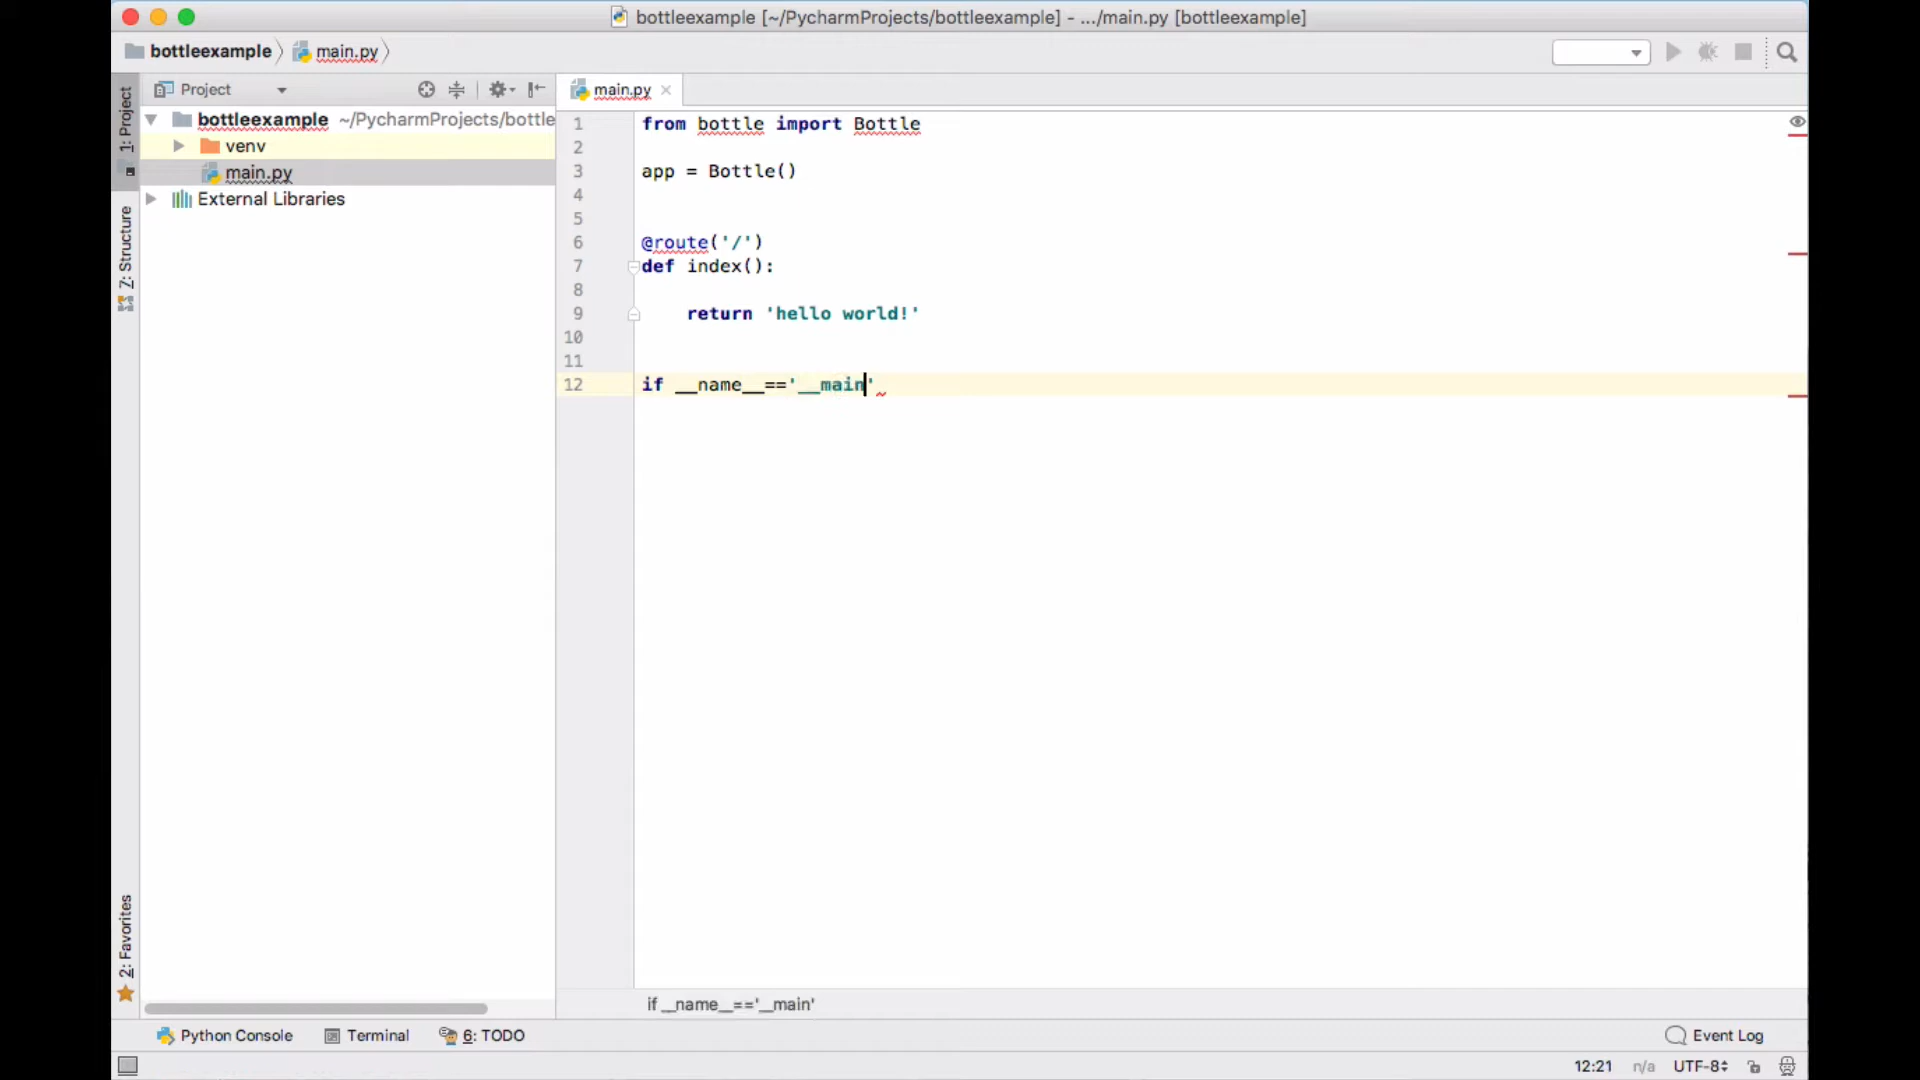 bottleexample [~/PycharmProjects/bottleexample] - .../main.py [bottleexample]
bottleexample main.py
1: Project
Project
main.py
bottleexample ~/PycharmProjects/bottle
venv
main.py
External Libraries
Z: Structure
2: Favorites
1 from bottle import Bottle
2
3 app = Bottle()
4
5
6 @route('/')
7 def index():
8
9 return 'hello world!'
10
11
12 if __name__=='__main'
if __name__=='__main'
Python Console Terminal 6: TODO Event Log
12:21 n/a UTF-8